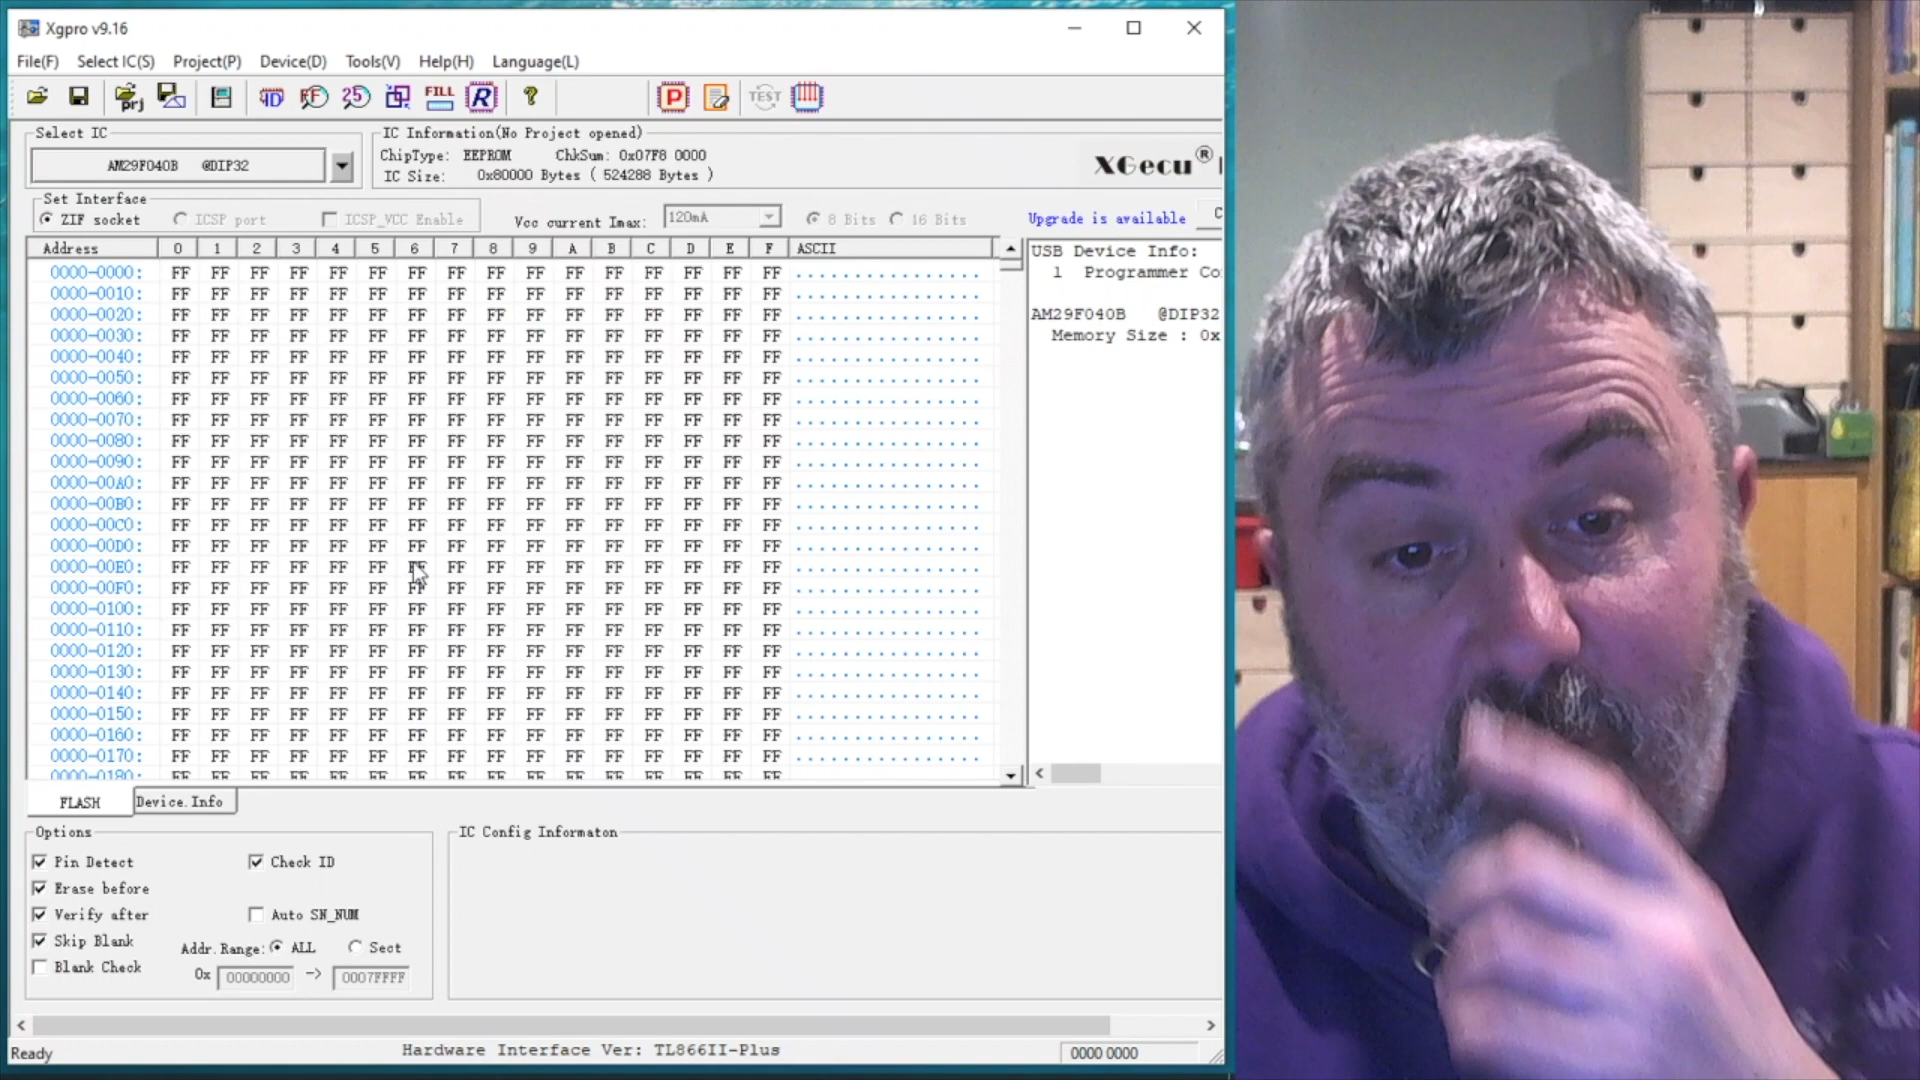 Xgpro v9.16
File(F) Select IC(S) Project(P) Device(D) Tools(V) Help(H) Language(L)
prj ID FF 25 FILL R ? P TEST
Select IC
AM29F040B @DIP32
IC Information(No Project opened)
ChipType: EEPROM ChkSum: 0x07F8 0000
IC Size: 0x80000 Bytes ( 524288 Bytes )
XGecu®
Set Interface
ZIF socket ICSP port ICSP_VCC Enable
Vcc current Imax: 120mA 8 Bits 16 Bits
Upgrade is available C
Address 0 1 2 3 4 5 6 7 8 9 A B C D E F ASCII
0000-0000: FF FF FF FF FF FF FF FF FF FF FF FF FF FF FF FF ................
0000-0010: FF FF FF FF FF FF FF FF FF FF FF FF FF FF FF FF ................
0000-0020: FF FF FF FF FF FF FF FF FF FF FF FF FF FF FF FF ................
0000-0030: FF FF FF FF FF FF FF FF FF FF FF FF FF FF FF FF ................
0000-0040: FF FF FF FF FF FF FF FF FF FF FF FF FF FF FF FF ................
0000-0050: FF FF FF FF FF FF FF FF FF FF FF FF FF FF FF FF ................
0000-0060: FF FF FF FF FF FF FF FF FF FF FF FF FF FF FF FF ................
0000-0070: FF FF FF FF FF FF FF FF FF FF FF FF FF FF FF FF ................
0000-0080: FF FF FF FF FF FF FF FF FF FF FF FF FF FF FF FF ................
0000-0090: FF FF FF FF FF FF FF FF FF FF FF FF FF FF FF FF ................
0000-00A0: FF FF FF FF FF FF FF FF FF FF FF FF FF FF FF FF ................
0000-00B0: FF FF FF FF FF FF FF FF FF FF FF FF FF FF FF FF ................
0000-00C0: FF FF FF FF FF FF FF FF FF FF FF FF FF FF FF FF ................
0000-00D0: FF FF FF FF FF FF FF FF FF FF FF FF FF FF FF FF ................
0000-00E0: FF FF FF FF FF FF FF FF FF FF FF FF FF FF FF FF ................
0000-00F0: FF FF FF FF FF FF FF FF FF FF FF FF FF FF FF FF ................
0000-0100: FF FF FF FF FF FF FF FF FF FF FF FF FF FF FF FF ................
0000-0110: FF FF FF FF FF FF FF FF FF FF FF FF FF FF FF FF ................
0000-0120: FF FF FF FF FF FF FF FF FF FF FF FF FF FF FF FF ................
0000-0130: FF FF FF FF FF FF FF FF FF FF FF FF FF FF FF FF ................
0000-0140: FF FF FF FF FF FF FF FF FF FF FF FF FF FF FF FF ................
0000-0150: FF FF FF FF FF FF FF FF FF FF FF FF FF FF FF FF ................
0000-0160: FF FF FF FF FF FF FF FF FF FF FF FF FF FF FF FF ................
0000-0170: FF FF FF FF FF FF FF FF FF FF FF FF FF FF FF FF ................
0000-0180: FF FF FF FF FF FF FF FF FF FF FF FF FF FF FF FF
USB Device Info:
1 Programmer Co
AM29F040B @DIP32
Memory Size : 0x
FLASH Device.Info
Options
Pin Detect Check ID
Erase before
Verify after Auto SN_NUM
Skip Blank Addr.Range: ALL Sect
Blank Check 0x 00000000 -> 0007FFFF
IC Config Informaton
Ready Hardware Interface Ver: TL866II-Plus 0000 0000